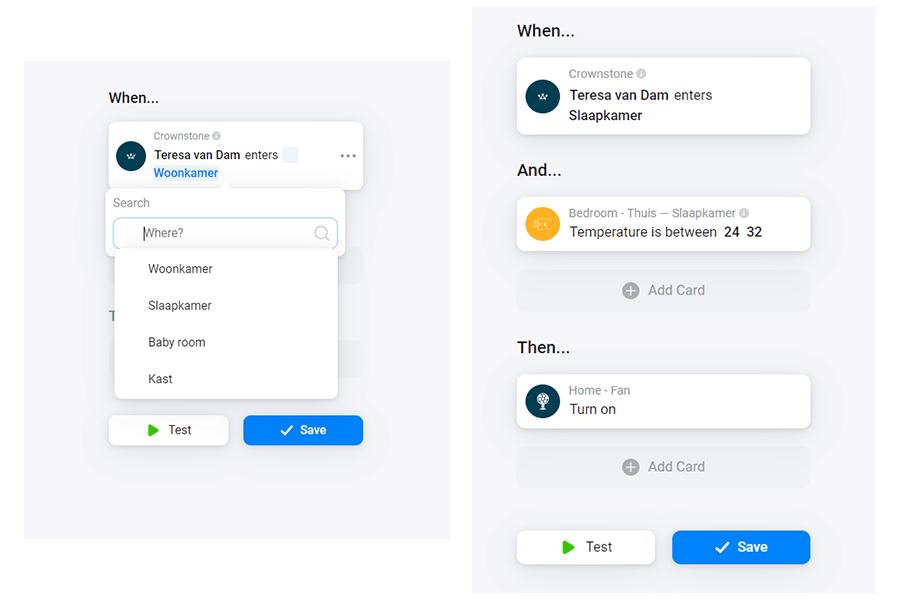 When...
Crownstone
Teresa van Dam enters
Woonkamer
Search
Where?
Woonkamer
Slaapkamer
Baby room
Kast
T
Test
Save
When...
Crownstone
Teresa van Dam enters
Slaapkamer
And...
Bedroom - Thuis — Slaapkamer
Temperature is between 24 32
Add Card
Then...
Home - Fan
Turn on
Add Card
Test
Save